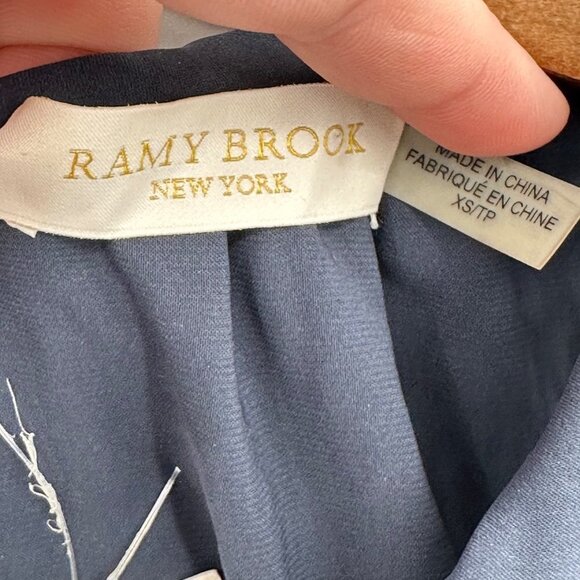 RAMY BROOK
NEW YORK
MADE IN CHINA
FABRIQUÉ EN CHINE
XS/TP